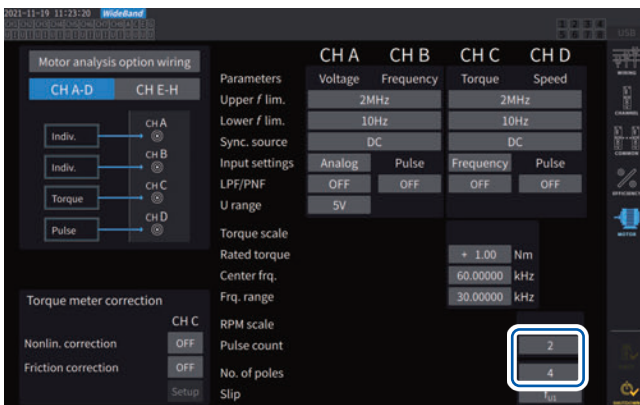 2021-11-19 11:23:20 WideBand
USB
Motor analysis option wiring
CH A-D CH E-H
Indiv. CH A
Indiv. CH B
Torque CH C
Pulse CH D
Torque meter correction
CH C
Nonlin. correction OFF
Friction correction OFF
Setup
CH A CH B CH C CH D
Parameters Voltage Frequency Torque Speed
Upper f lim. 2MHz 2MHz
Lower f lim. 10Hz 10Hz
Sync. source DC DC
Input settings Analog Pulse Frequency Pulse
LPF/PNF OFF OFF OFF OFF
U range 5V
Torque scale
Rated torque + 1.00 Nm
Center frq. 60.00000 kHz
Frq. range 30.00000 kHz
RPM scale
Pulse count 2
No. of poles 4
Slip fU1
WIRING
CHANNEL
COMMON
EFFICIENCY
MOTOR